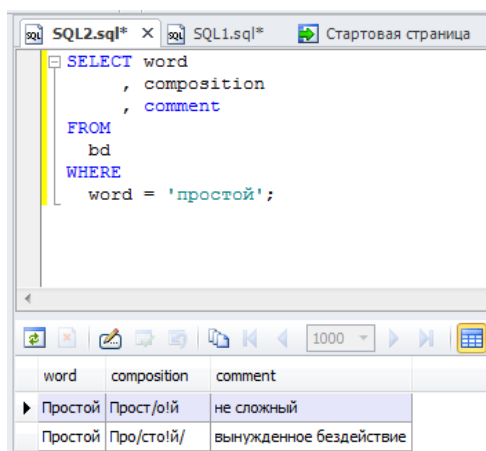 SQL2.sql* × SQL1.sql* Стартовая страница
SELECT word
, composition
, comment
FROM
bd
WHERE
word = 'простой';
1000
word composition comment
Простой Прост/о!й не сложный
Простой Про/сто!й/ вынужденное бездействие